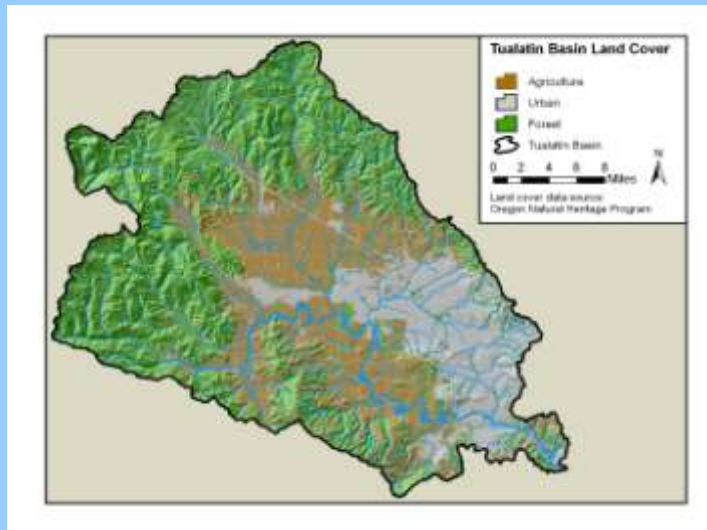 Tualatin Basin Land Cover
Agriculture
Urban
Forest
Tualatin Basin
N
0 2 4 6 8
Miles
Land cover data source
Oregon Natural Heritage Program